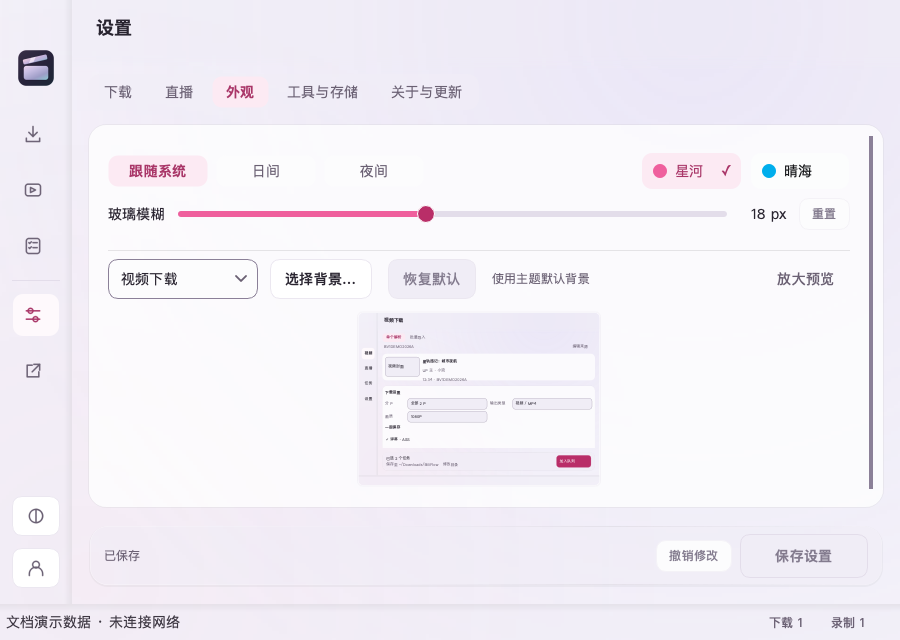 设置
下载 直播 外观 工具与存储 关于与更新
跟随系统 日间 夜间 星河 ✓ 晴海
玻璃模糊 18 px 重置
视频下载 选择背景... 恢复默认 使用主题默认背景 放大预览
视频下载
已保存 撤销修改 保存设置
文档演示数据 · 未连接网络 下载 1 录制 1